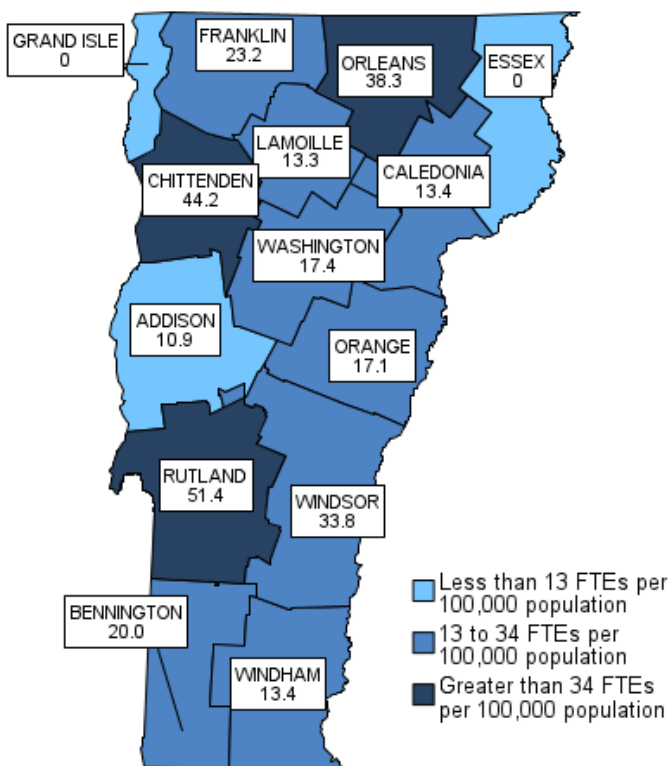 GRAND ISLE
0
FRANKLIN
23.2
ORLEANS
38.3
ESSEX
0
LAMOILLE
13.3
CALEDONIA
13.4
CHITTENDEN
44.2
WASHINGTON
17.4
ADDISON
10.9
ORANGE
17.1
RUTLAND
51.4
WINDSOR
33.8
BENNINGTON
20.0
WINDHAM
13.4
Less than 13 FTEs per
100,000 population
13 to 34 FTEs per
100,000 population
Greater than 34 FTEs
per 100,000 population